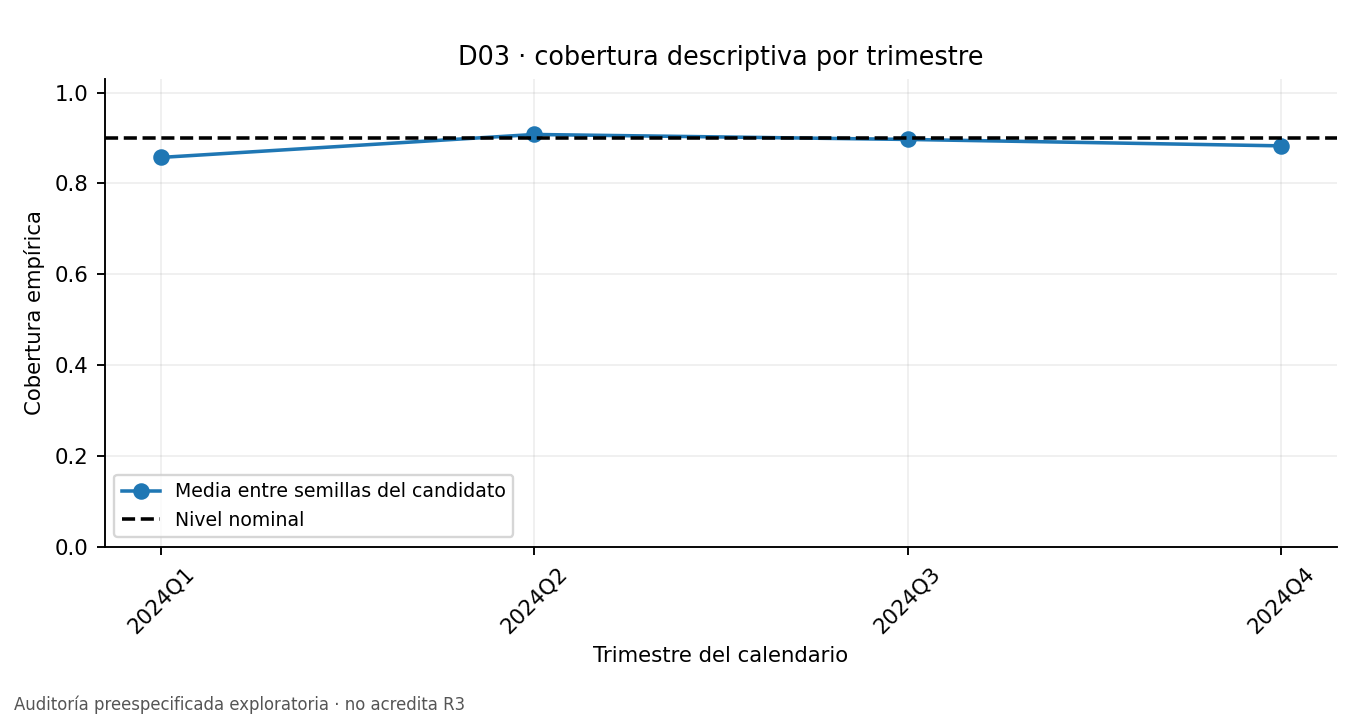 D03 · cobertura descriptiva por trimestre
1.0
0.8
0.6
0.4
0.2
0.0
Cobertura empírica
Media entre semillas del candidato
Nivel nominal
2024Q1
2024Q2
2024Q3
2024Q4
Trimestre del calendario
Auditoría preespecificada exploratoria · no acredita R3